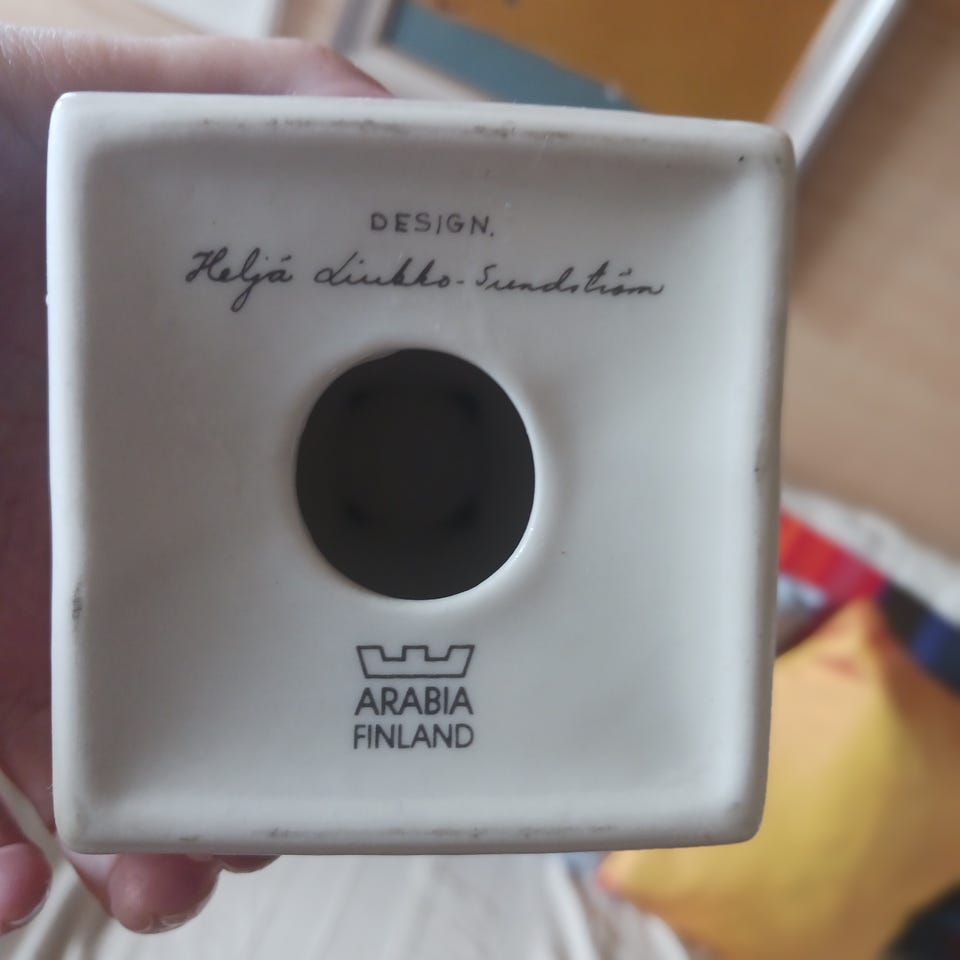 DESIGN.
Heljä Liukko-Sundström
ARABIA
FINLAND